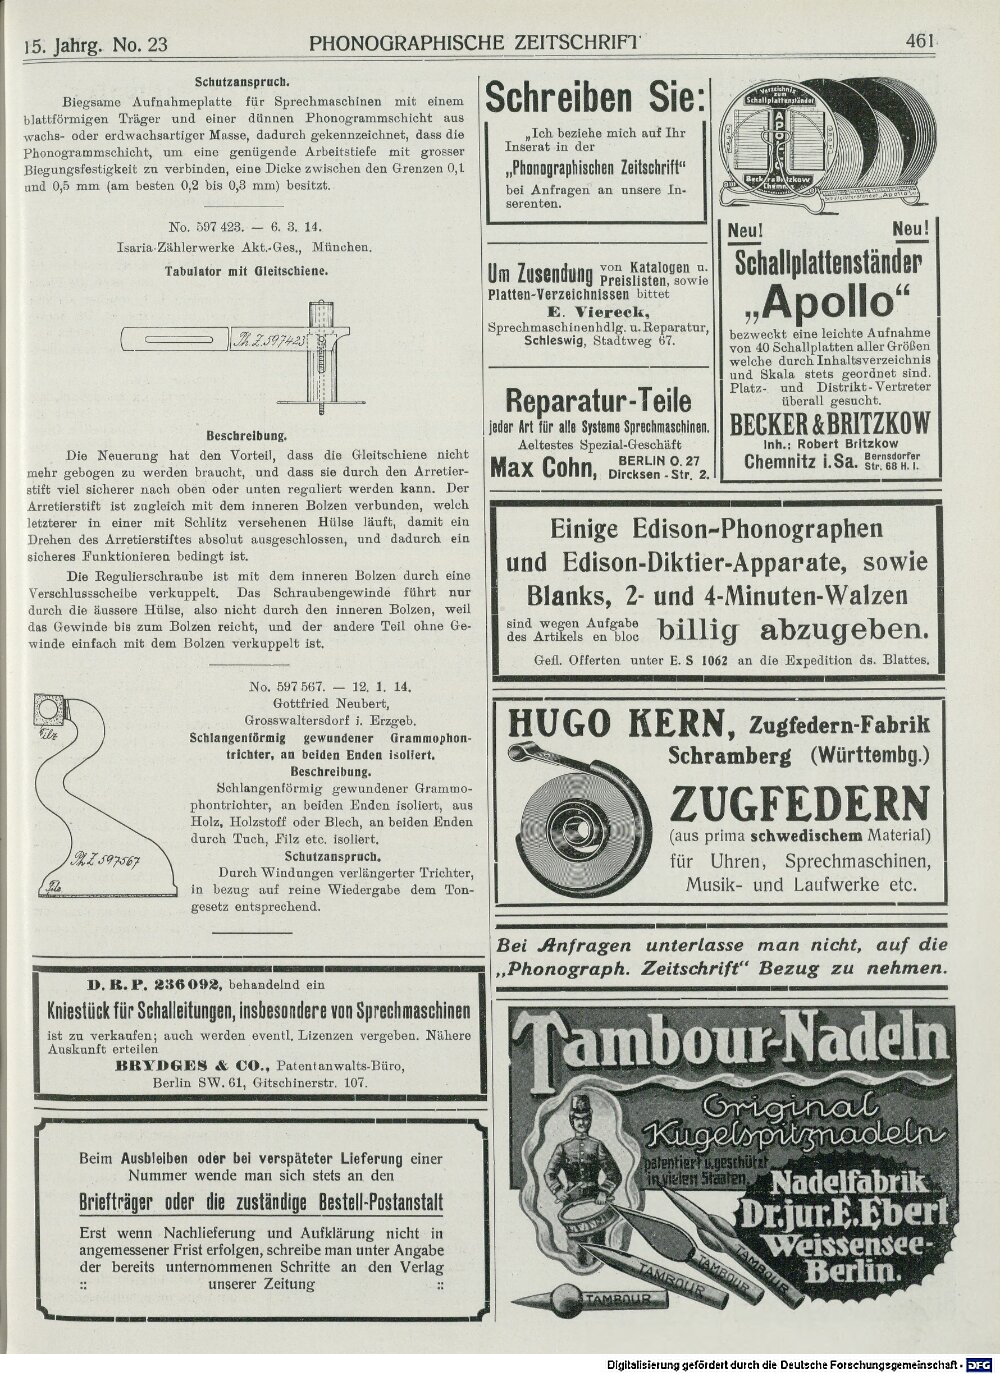 15. Jahrg. No. 23
PHONOGRAPHISCHE ZEITSCHRIFT
461
Schutzanspruch.
Biegsame Aufnahmeplatte für Sprechmaschinen mit einem
blattförmigen Träger und einer dünnen Phonogrammschicht aus
wachs- oder erdwachsartiger Masse, dadurch gekennzeichnet, dass die
Phonogrammschicht, um eine genügende Arbeitstiefe mit grosser
Biegungsfestigkeit zu verbinden, eine Dicke zwischen den Grenzen 0,1
und 0,5 mm (am besten 0,2 bis 0,3 mm) besitzt.
No. 597 423. — 6. 3. 14.
Isaria-Zählerwerke Akt.-Ges., München.
Tabulator mit Gleitschiene.
Ph. Z. 597423
Beschreibung.
Die Neuerung hat den Vorteil, dass die Gleitschiene nicht
mehr gebogen zu werden braucht, und dass sie durch den Arretier-
stift viel sicherer nach oben oder unten reguliert werden kann. Der
Arretierstift ist zugleich mit dem inneren Bolzen verbunden, welch
letzterer in einer mit Schlitz versehenen Hülse läuft, damit ein
Drehen des Arretierstiftes absolut ausgeschlossen, und dadurch ein
sicheres Funktionieren bedingt ist.
Die Regulierschraube ist mit dem inneren Bolzen durch eine
Verschlussscheibe verkuppelt. Das Schraubengewinde führt nur
durch die äussere Hülse, also nicht durch den inneren Bolzen, weil
das Gewinde bis zum Bolzen reicht, und der andere Teil ohne Ge-
winde einfach mit dem Bolzen verkuppelt ist.
No. 597 567. — 12. 1. 14.
Gottfried Neubert,
Grosswaltersdorf i. Erzgeb.
Schlangenförmig gewundener Grammophon-
trichter, an beiden Enden isoliert.
Beschreibung.
Schlangenförmig gewundener Grammo-
phontrichter, an beiden Enden isoliert, aus
Holz, Holzstoff oder Blech, an beiden Enden
durch Tuch, Filz etc. isoliert.
Schutzanspruch.
Durch Windungen verlängerter Trichter,
in bezug auf reine Wiedergabe dem Ton-
gesetz entsprechend.
Filz
Ph. Z. 597567
Filz
D. R. P. 236092, behandelnd ein
Kniestück für Schalleitungen, insbesondere von Sprechmaschinen
ist zu verkaufen; auch werden eventl. Lizenzen vergeben. Nähere
Auskunft erteilen
BRYDGES & CO., Patentanwalts-Büro,
Berlin SW. 61, Gitschinerstr. 107.
Beim Ausbleiben oder bei verspäteter Lieferung einer
Nummer wende man sich stets an den
Briefträger oder die zuständige Bestell-Postanstalt
Erst wenn Nachlieferung und Aufklärung nicht in
angemessener Frist erfolgen, schreibe man unter Angabe
der bereits unternommenen Schritte an den Verlag
:: unserer Zeitung ::
Schreiben Sie:
„Ich beziehe mich auf Ihr
Inserat in der
„Phonographischen Zeitschrift“
bei Anfragen an unsere In-
serenten.
Um Zusendung von Katalogen u.
Preislisten, sowie
Platten-Verzeichnissen bittet
E. Viereck,
Sprechmaschinenhdlg. u. Reparatur,
Schleswig, Stadtweg 67.
Reparatur-Teile
jeder Art für alle Systeme Sprechmaschinen.
Aeltestes Spezial-Geschäft
Max Cohn, BERLIN O. 27
Dircksen-Str. 2.
Verzeichnis
zum
Schallplattenständer
APOLLO
Becker & Britzkow
Chemnitz
Schallplattenständer „Apollo“
Neu! Neu!
Schallplattenständer
„Apollo“
bezweckt eine leichte Aufnahme
von 40 Schallplatten aller Größen
welche durch Inhaltsverzeichnis
und Skala stets geordnet sind.
Platz- und Distrikt-Vertreter
überall gesucht.
BECKER & BRITZKOW
Inh.: Robert Britzkow
Chemnitz i. Sa. Bernsdorfer
Str. 68 H. I.
Einige Edison-Phonographen
und Edison-Diktier-Apparate, sowie
Blanks, 2- und 4-Minuten-Walzen
sind wegen Aufgabe
des Artikels en bloc billig abzugeben.
Gefl. Offerten unter E. S 1062 an die Expedition ds. Blattes.
HUGO KERN, Zugfedern-Fabrik
Schramberg (Württembg.)
ZUGFEDERN
(aus prima schwedischem Material)
für Uhren, Sprechmaschinen,
Musik- und Laufwerke etc.
Bei Anfragen unterlasse man nicht, auf die
„Phonograph. Zeitschrift“ Bezug zu nehmen.
Tambour-Nadeln
Original
Kugelspitznadeln
patentiert u. geschützt
in vielen Staaten
Nadelfabrik
Dr. jur. E. Ebert
Weissensee-
Berlin.
TAMBOUR
TAMBOUR
TAMBOUR
TAMBOUR
Digitalisierung gefördert durch die Deutsche Forschungsgemeinschaft - DFG